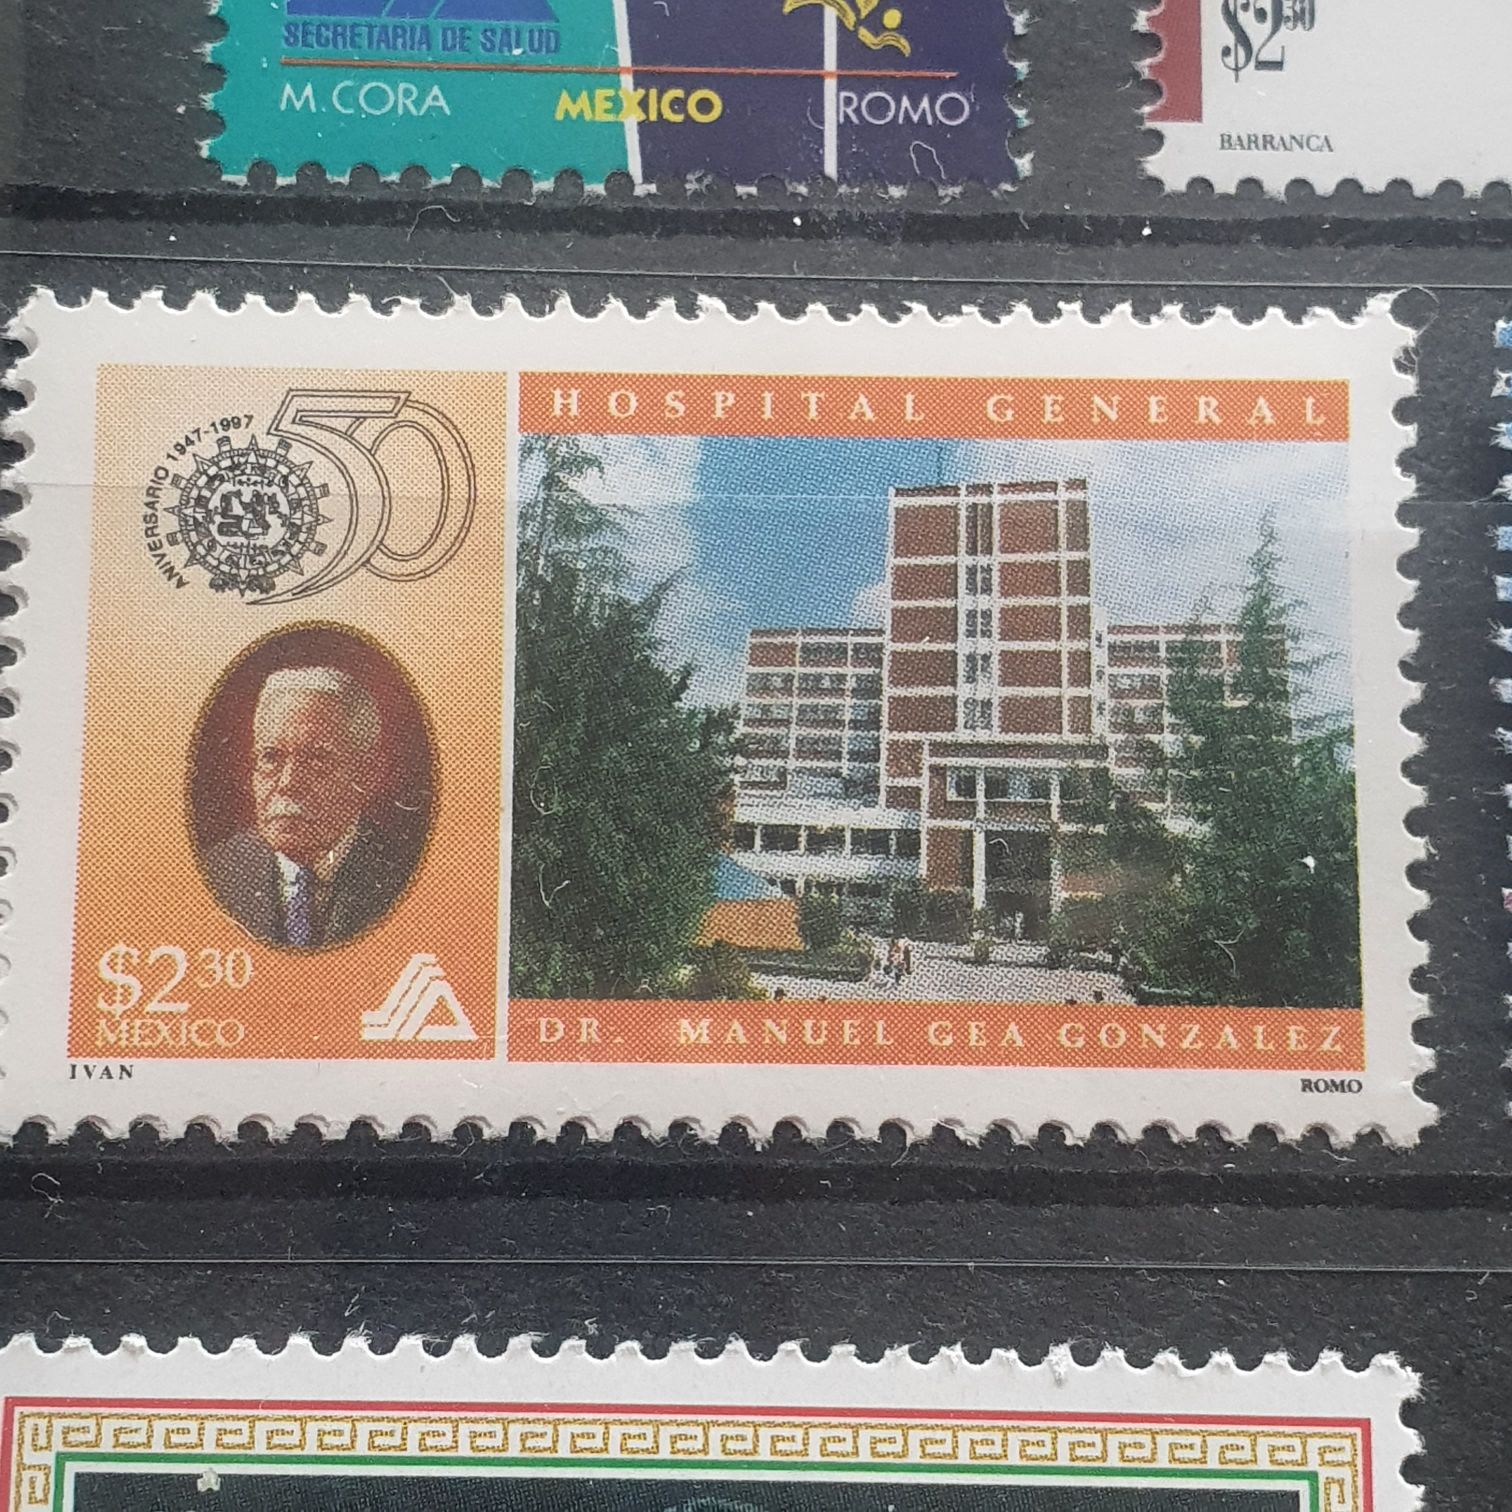 SECRETARIA DE SALUD
M.CORA MEXICO ROMO
$2 30
BARRANCA
ANIVERSARIO 1947-1997
50
HOSPITAL GENERAL
$2 30
MEXICO
DR. MANUEL GEA GONZALEZ
IVAN
ROMO